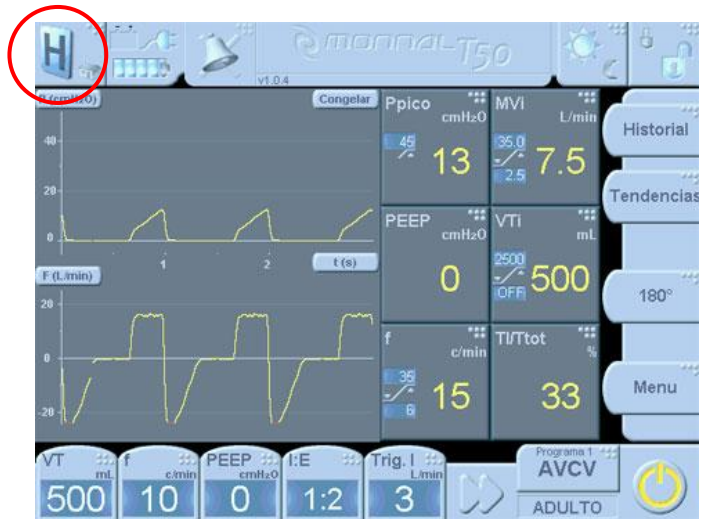 H
monnal T50
v1.0.4
P (cmH2O)
Congelar
40
20
0
1
2
t (s)
F (L/min)
20
0
-20
Ppico
cmH2O
45
13
MVi
L/min
35.0
2.5
7.5
PEEP
cmH2O
0
VTi
mL
2500
OFF
500
f
c/min
35
6
15
TI/Ttot
%
33
Historial
Tendencias
180°
Menu
VT
mL
500
f
c/min
10
PEEP
cmH2O
0
I:E
1:2
Trig. I
L/min
3
Programa 1
AVCV
ADULTO